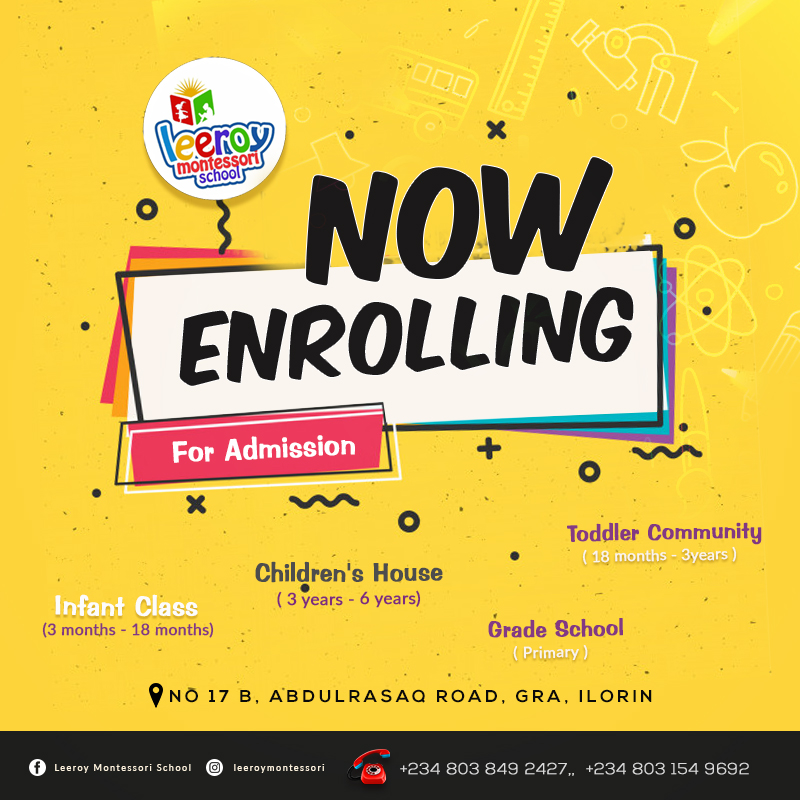 leeroy
montessori
school
NOW
ENROLLING
For Admission
Toddler Community
( 18 months - 3years )
Children's House
( 3 years - 6 years)
Infant Class
(3 months - 18 months)
Grade School
( Primary )
NO 17 B, ABDULRASAQ ROAD, GRA, ILORIN
Leeroy Montessori School leeroymontessori +234 803 849 2427,, +234 803 154 9692